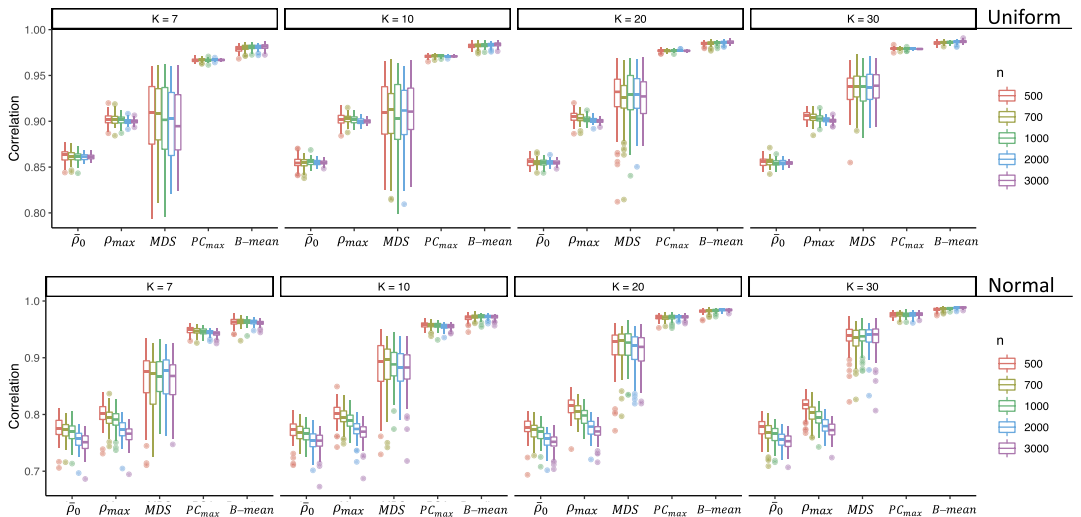 K = 7 K = 10 K = 20 K = 30 Uniform
1.00
0.95
0.90
0.85
0.80
Correlation
n
500
700
1000
2000
3000
ρ̄₀ ρmax MDS PCmax B−mean ρ̄₀ ρmax MDS PCmax B−mean ρ̄₀ ρmax MDS PCmax B−mean ρ̄₀ ρmax MDS PCmax B−mean
K = 7 K = 10 K = 20 K = 30 Normal
1.0
0.9
0.8
0.7
Correlation
n
500
700
1000
2000
3000
ρ̄₀ ρmax MDS PCmax B−mean ρ̄₀ ρmax MDS PCmax B−mean ρ̄₀ ρmax MDS PCmax B−mean ρ̄₀ ρmax MDS PCmax B−mean